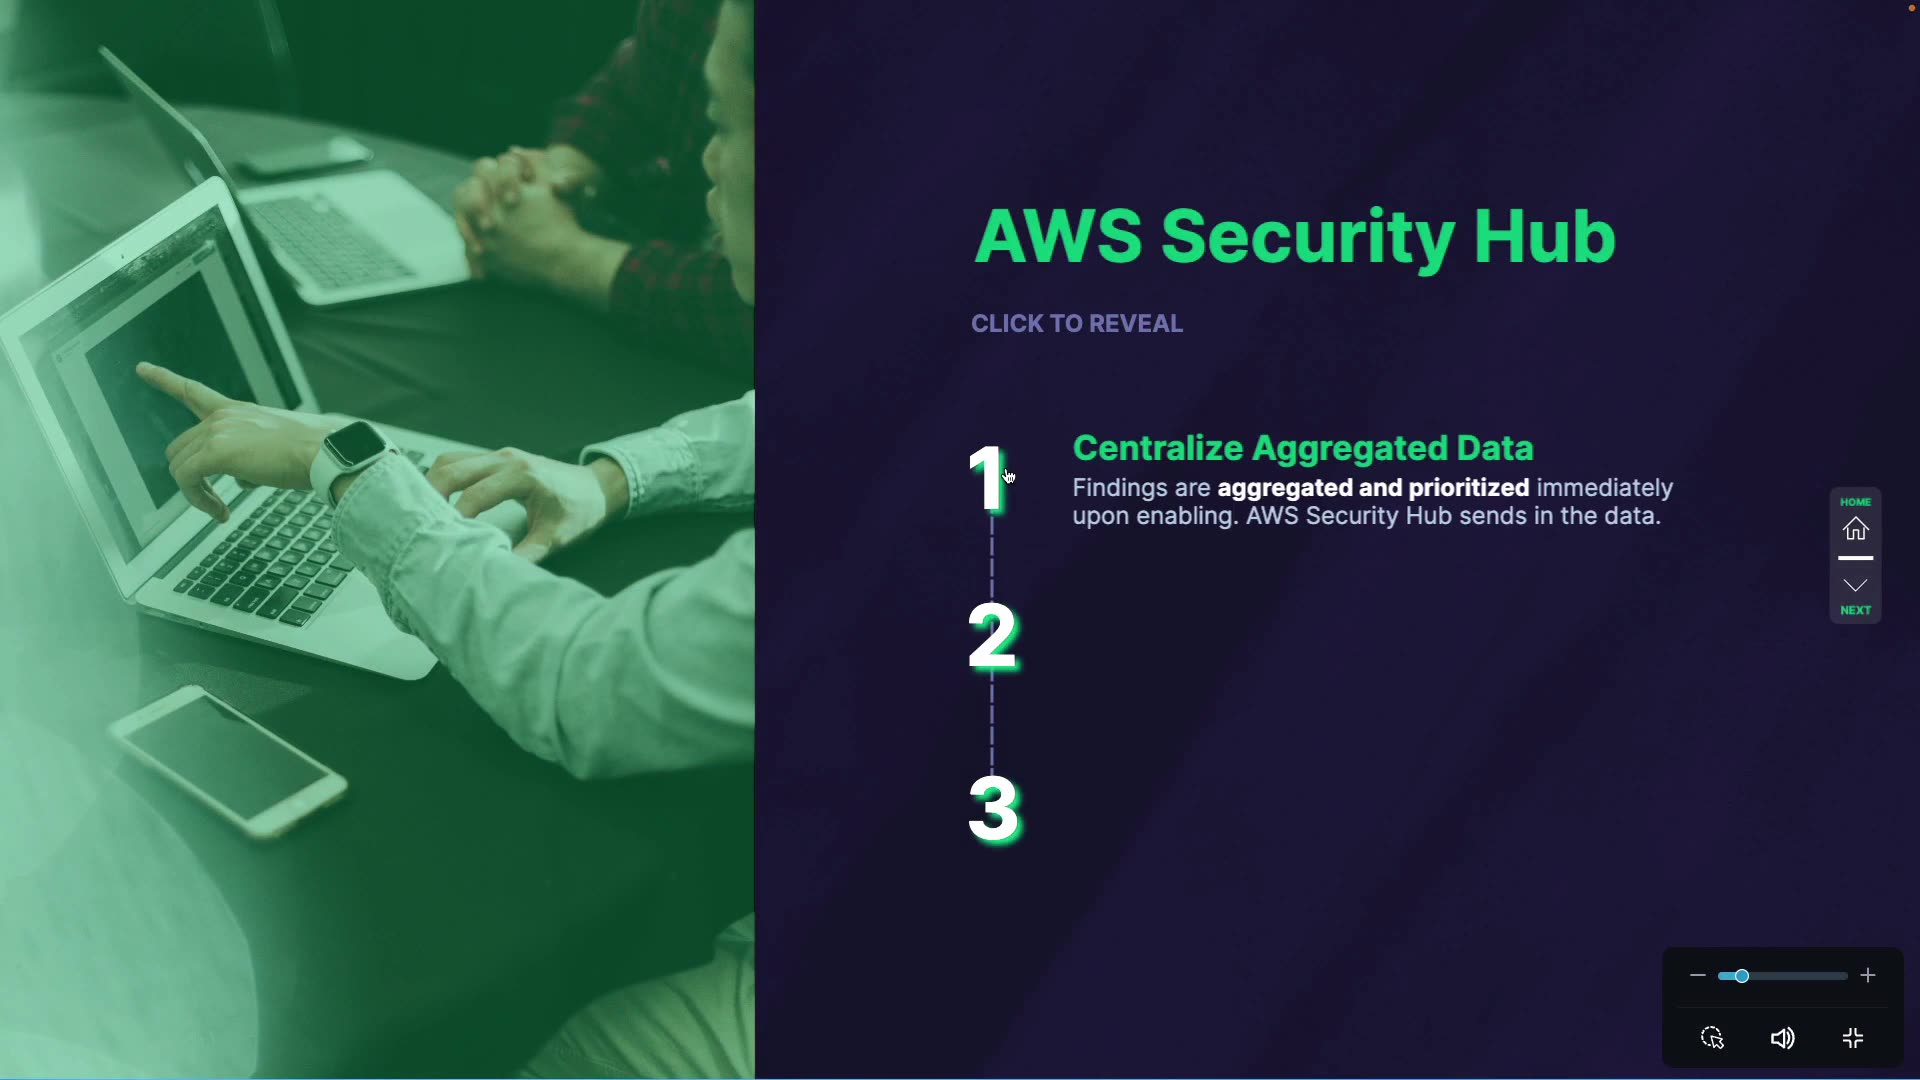 AWS Security Hub
CLICK TO REVEAL
1
Centralize Aggregated Data
Findings are aggregated and prioritized immediately
upon enabling. AWS Security Hub sends in the data.
2
3
HOME
NEXT